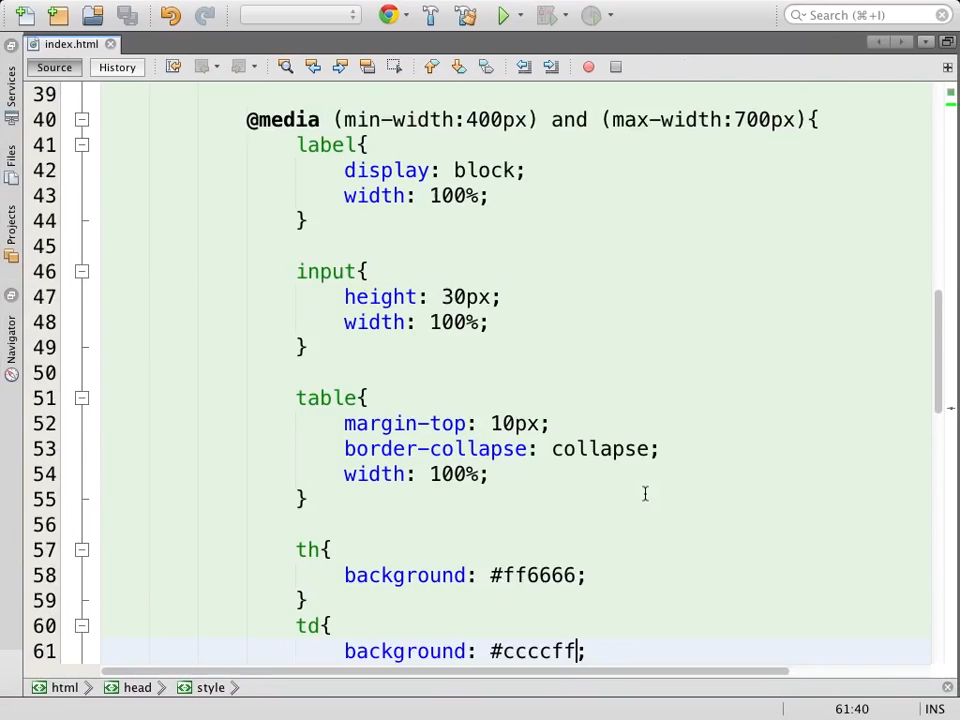 Search (⌘+I)
index.html
Source
History
Services
Files
Projects
Navigator
39
40 @media (min-width:400px) and (max-width:700px){
41 label{
42 display: block;
43 width: 100%;
44 }
45
46 input{
47 height: 30px;
48 width: 100%;
49 }
50
51 table{
52 margin-top: 10px;
53 border-collapse: collapse;
54 width: 100%;
55 }
56
57 th{
58 background: #ff6666;
59 }
60 td{
61 background: #ccccff;
html
head
style
61:40
INS